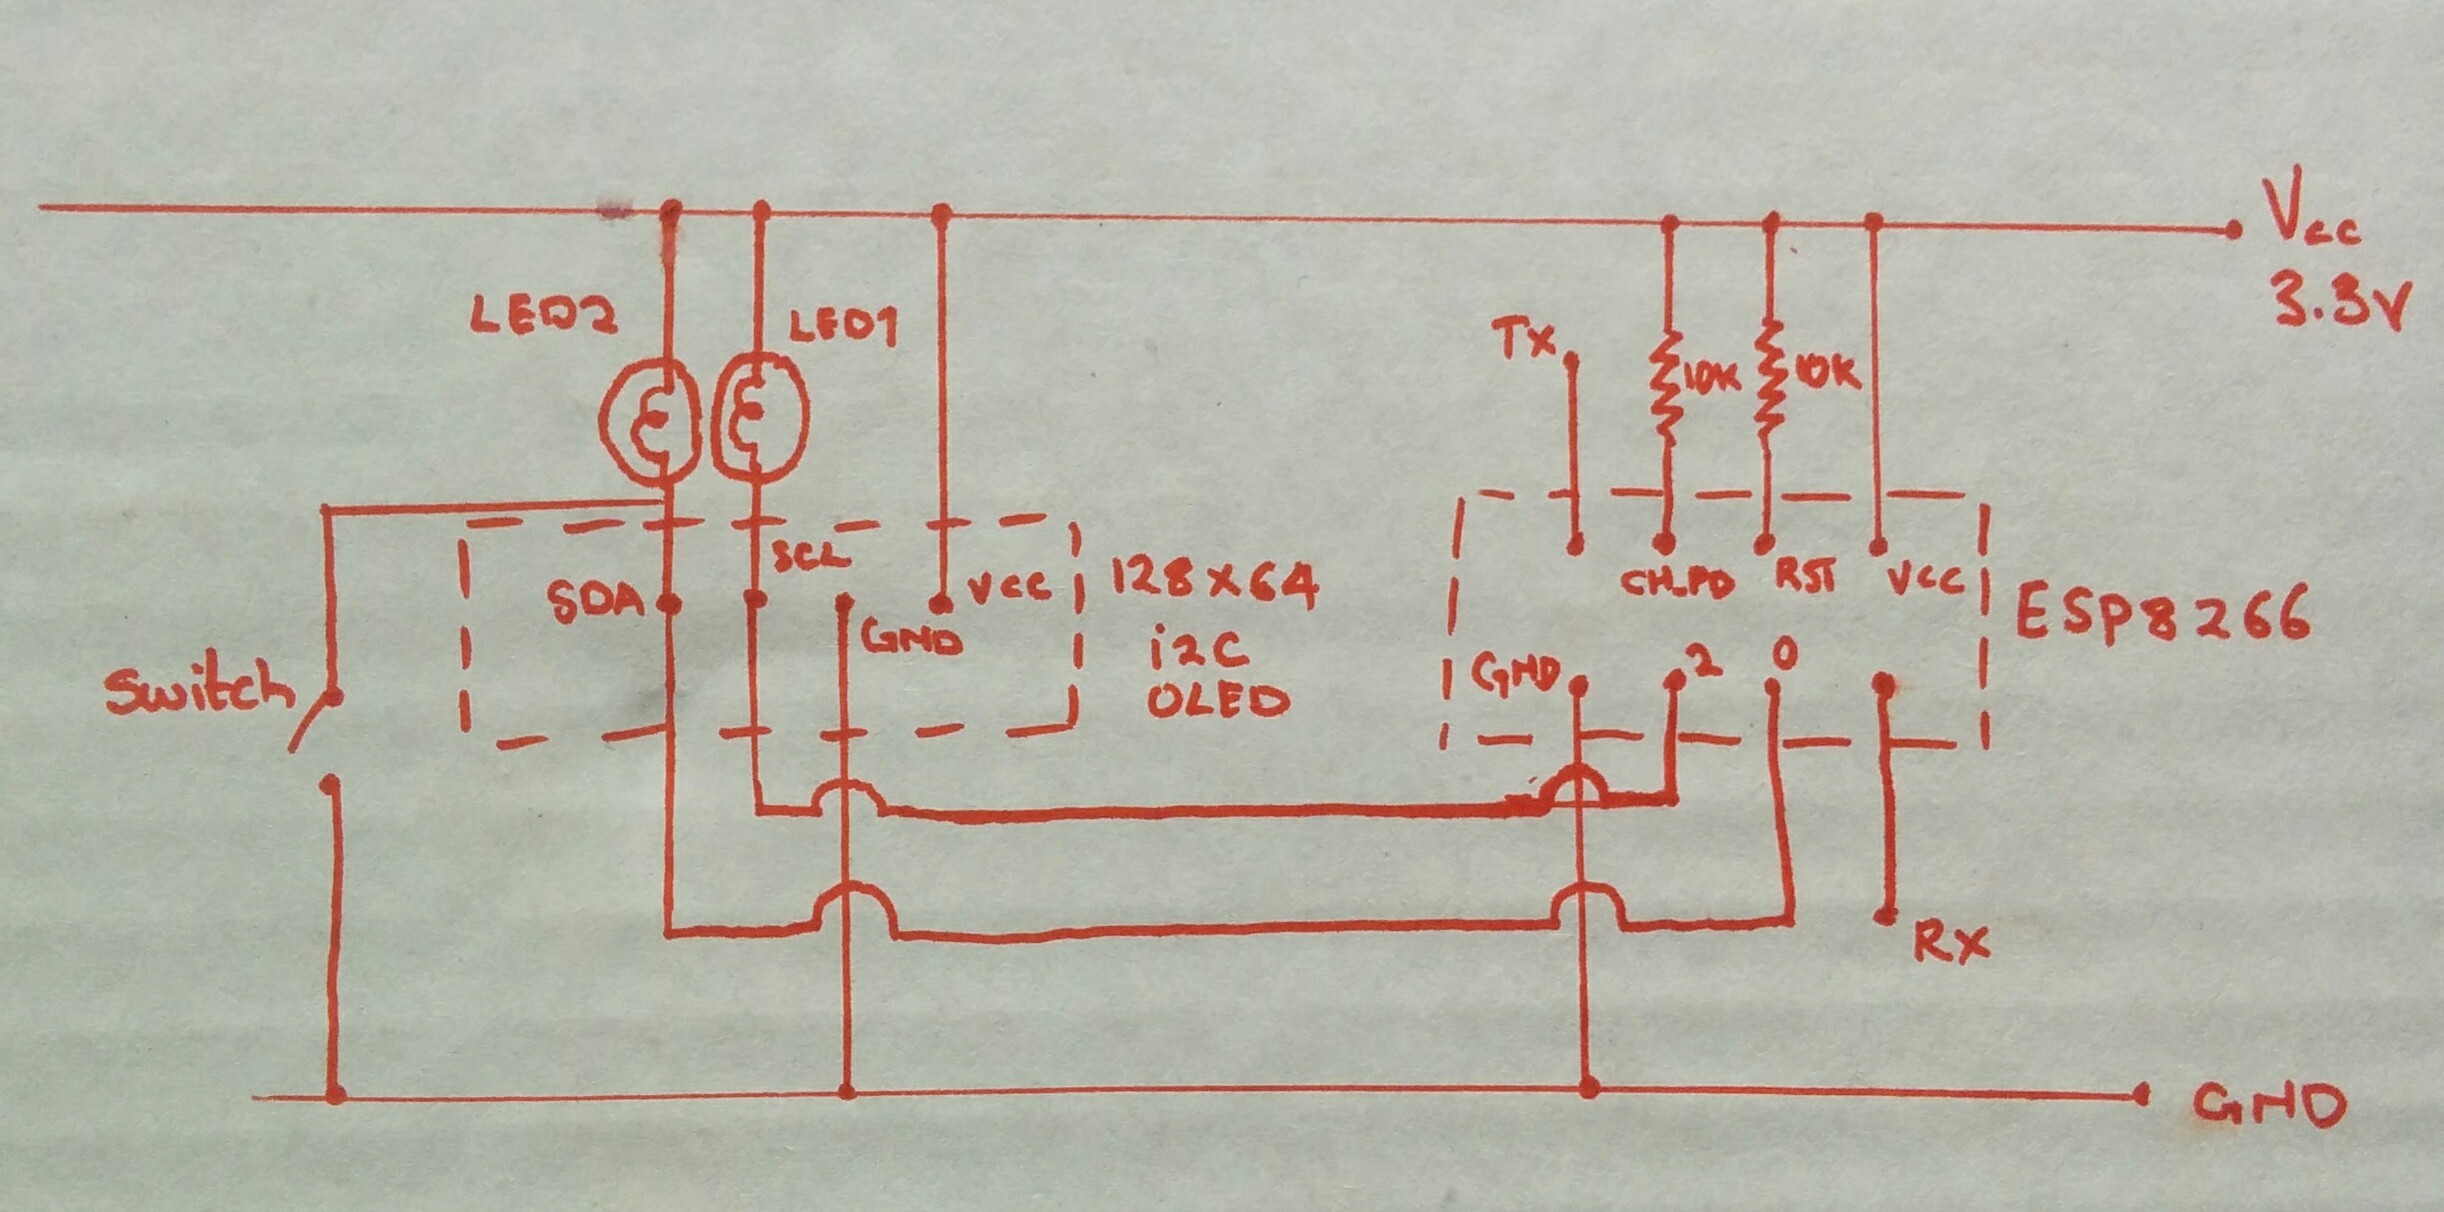 Vcc
3.3V
LED2
LED1
Tx
10K
10K
SCL
SDA
VCC
GND
128x64
i2C
OLED
CH_PD
RST
VCC
ESP8266
GND
2
0
Switch
Rx
GND